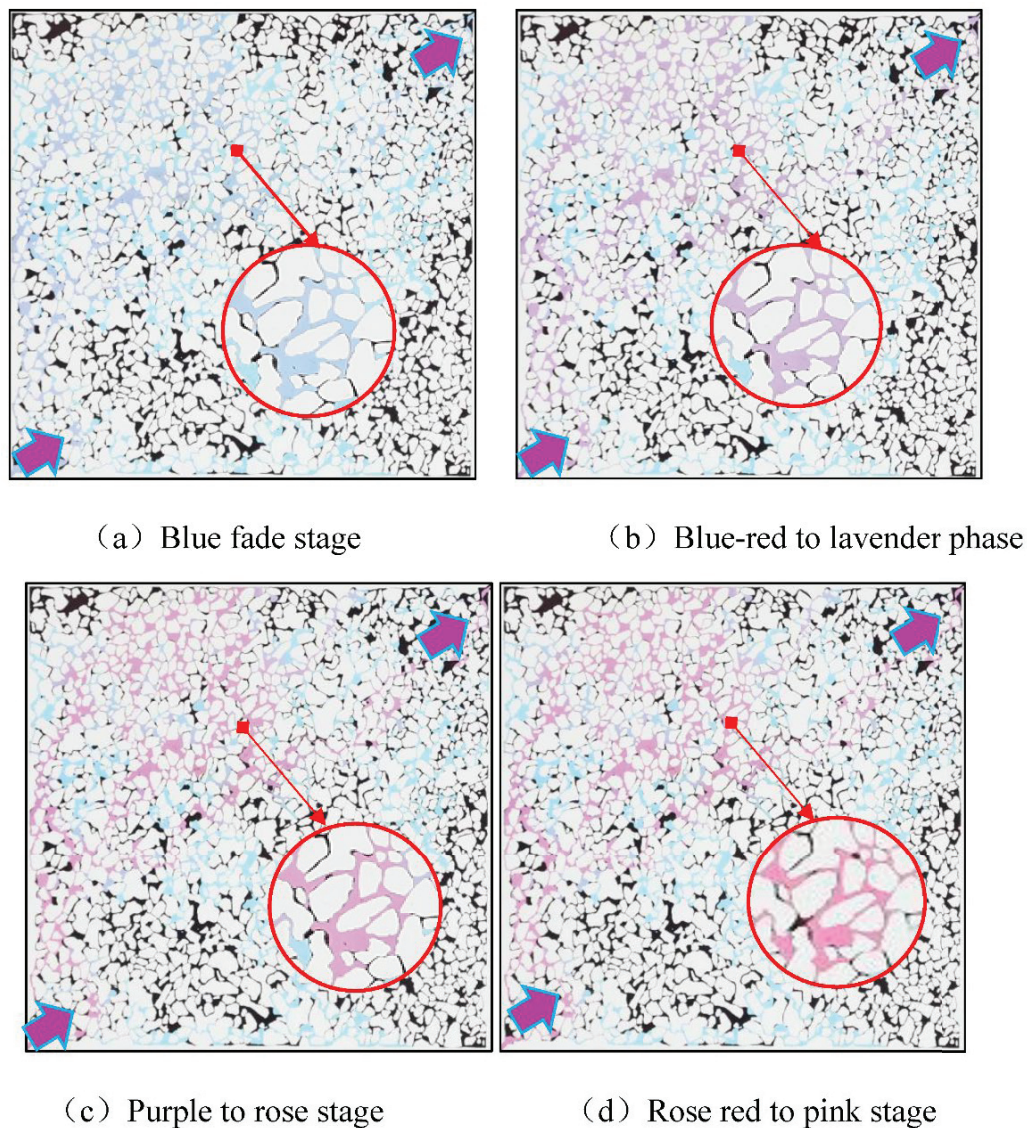 （a）Blue fade stage
（b）Blue-red to lavender phase
（c）Purple to rose stage
（d）Rose red to pink stage